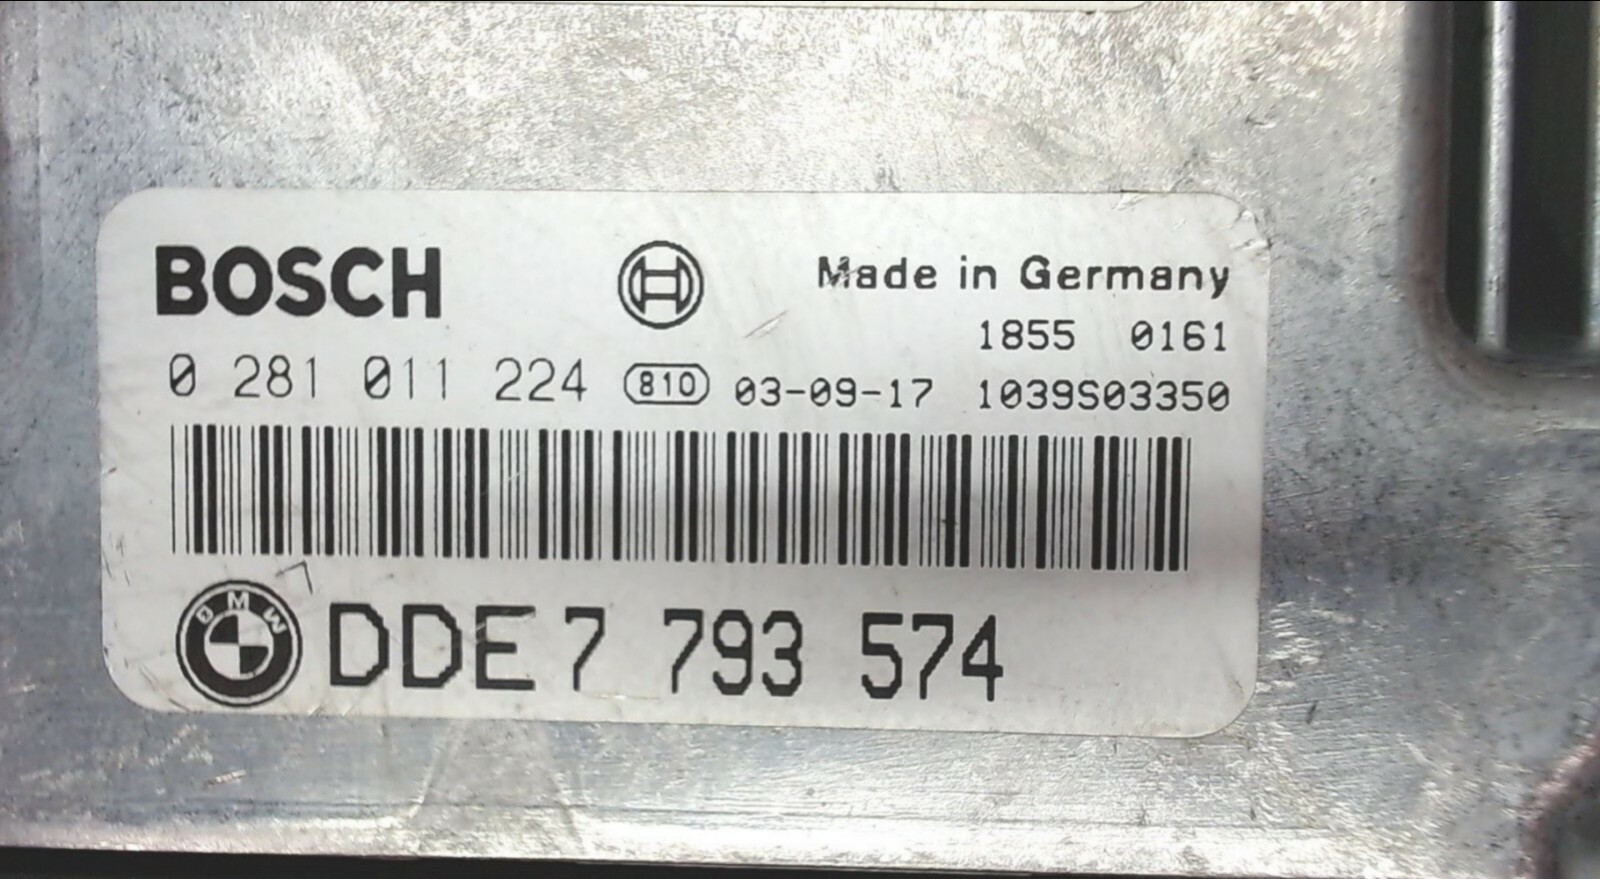 BOSCH
Made in Germany
1855 0161
0 281 011 224 810 03-09-17 1039S03350
BMW DDE 7 793 574